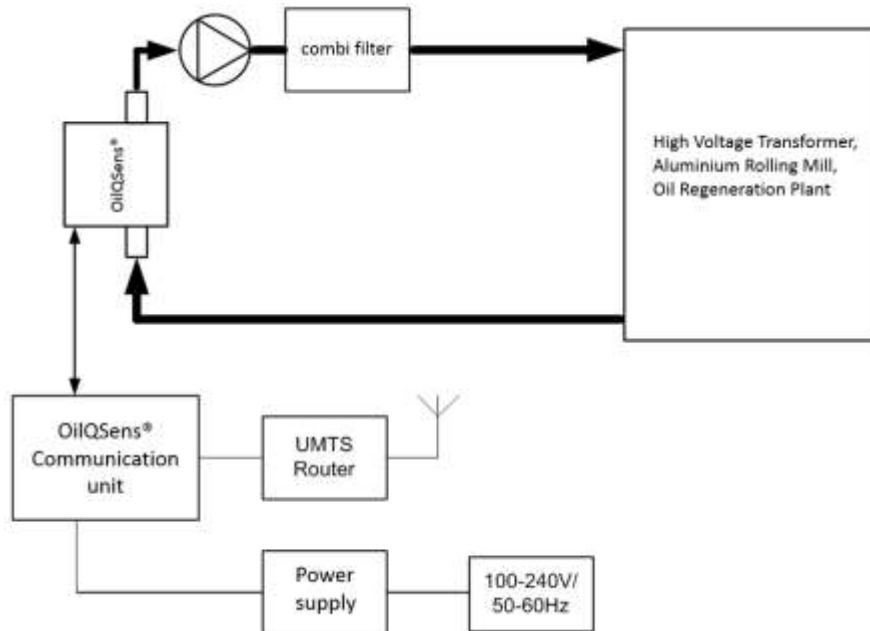 combi filter
High Voltage Transformer,
Aluminium Rolling Mill,
Oil Regeneration Plant
OilQSens®
OilQSens®
Communication
unit
UMTS
Router
Power
supply
100-240V/
50-60Hz